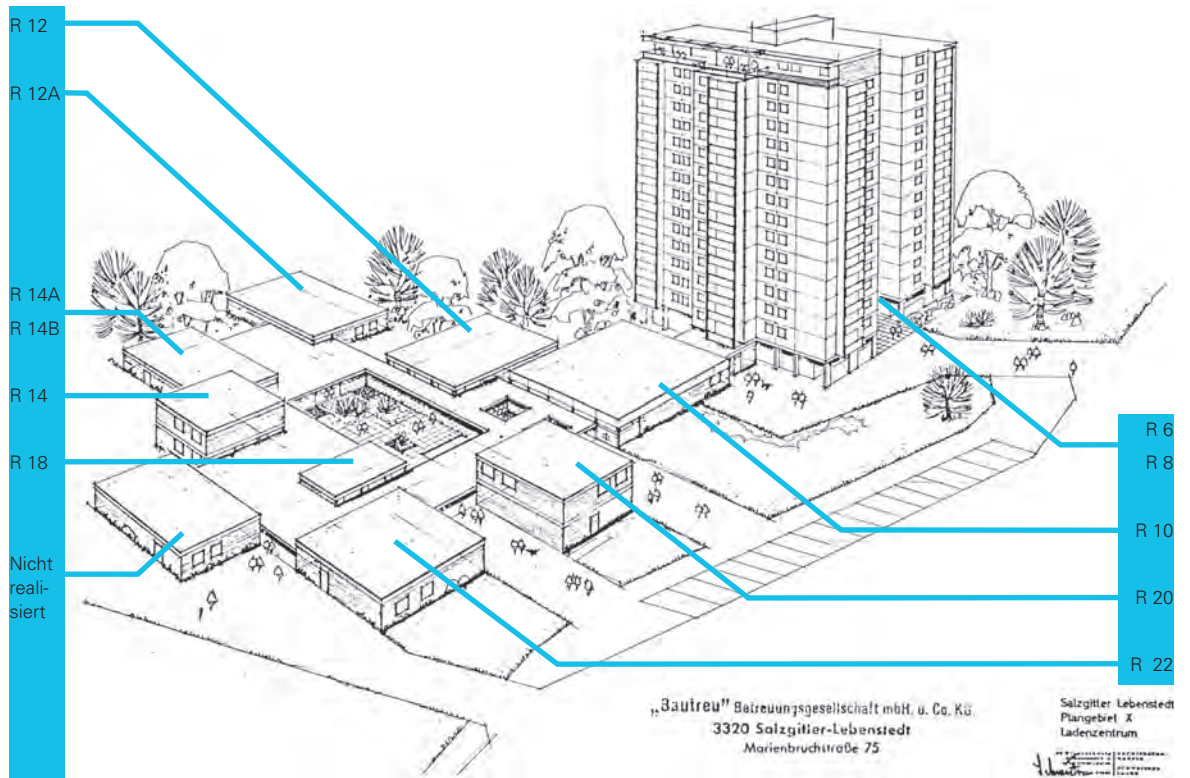 R 12
R 12A
R 14A
R 14B
R 14
R 18
Nicht
reali-
siert
R 6
R 8
R 10
R 20
R 22
„Bautreu" Betreuungsgesellschaft mbH. u. Co. KG
3320 Salzgitter-Lebenstedt
Marienbruchstraße 75
Salzgitter Lebenstedt
Plangebiet X
Ladenzentrum